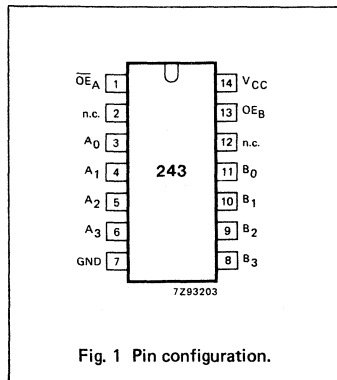 O̅E̅A 1 14 VCC
n.c. 2 13 OEB
A0 3 12 n.c.
A1 4 243 11 B0
A2 5 10 B1
A3 6 9 B2
GND 7 8 B3
7Z93203
Fig. 1 Pin configuration.